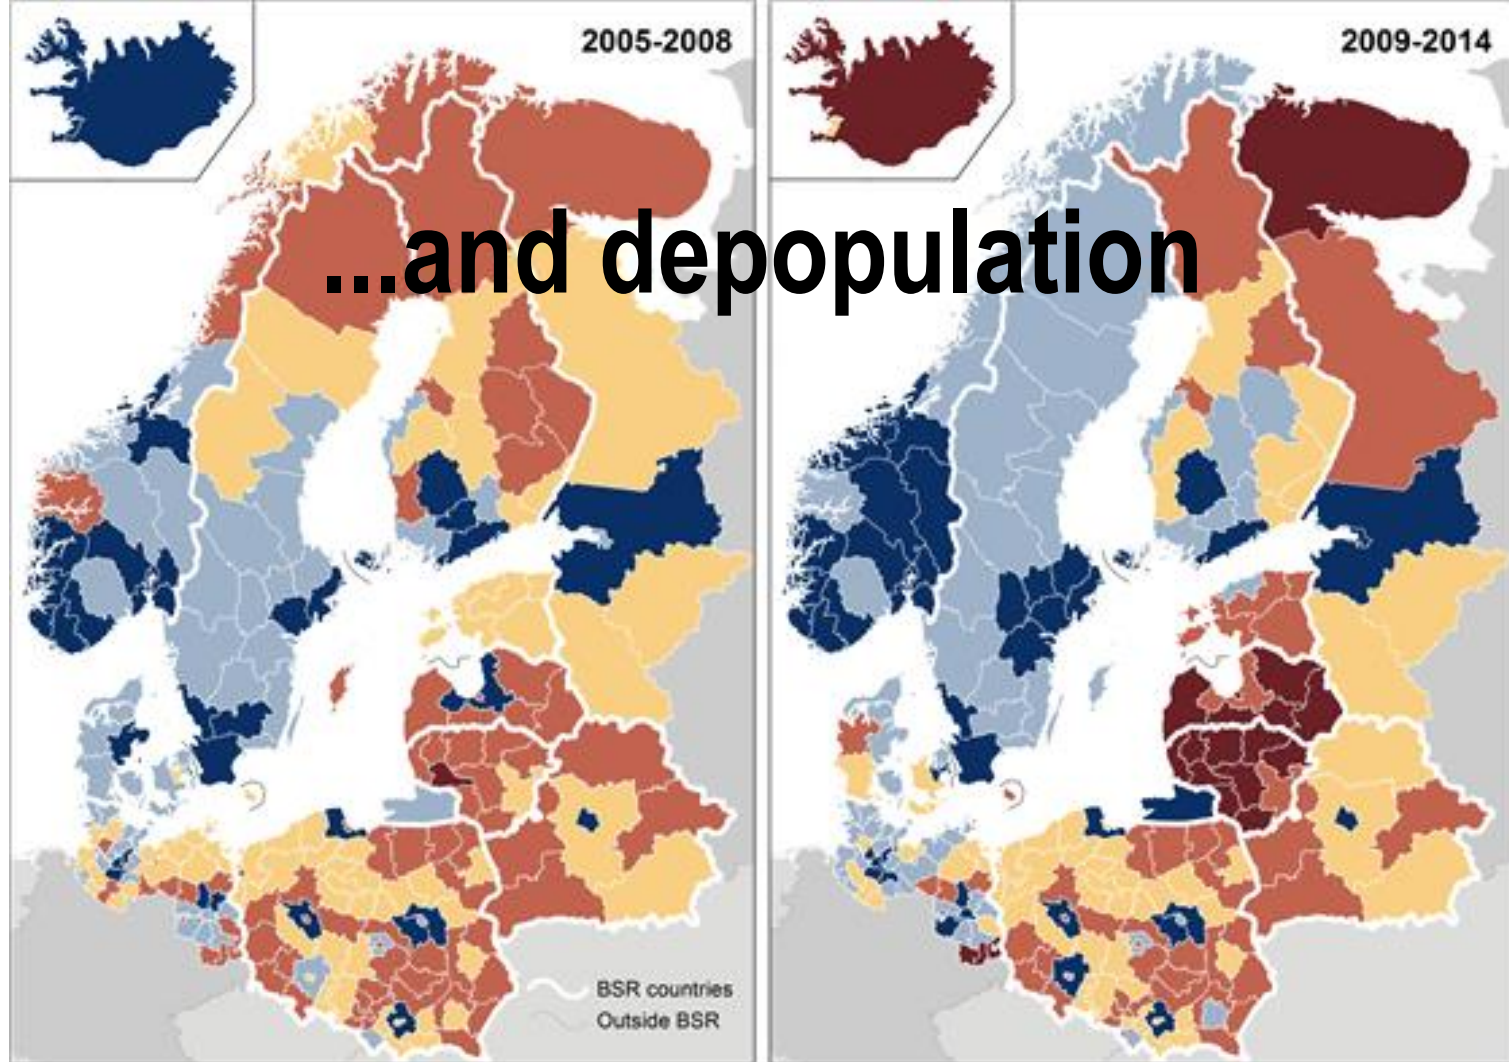 2005-2008
2009-2014
...and depopulation
BSR countries
Outside BSR